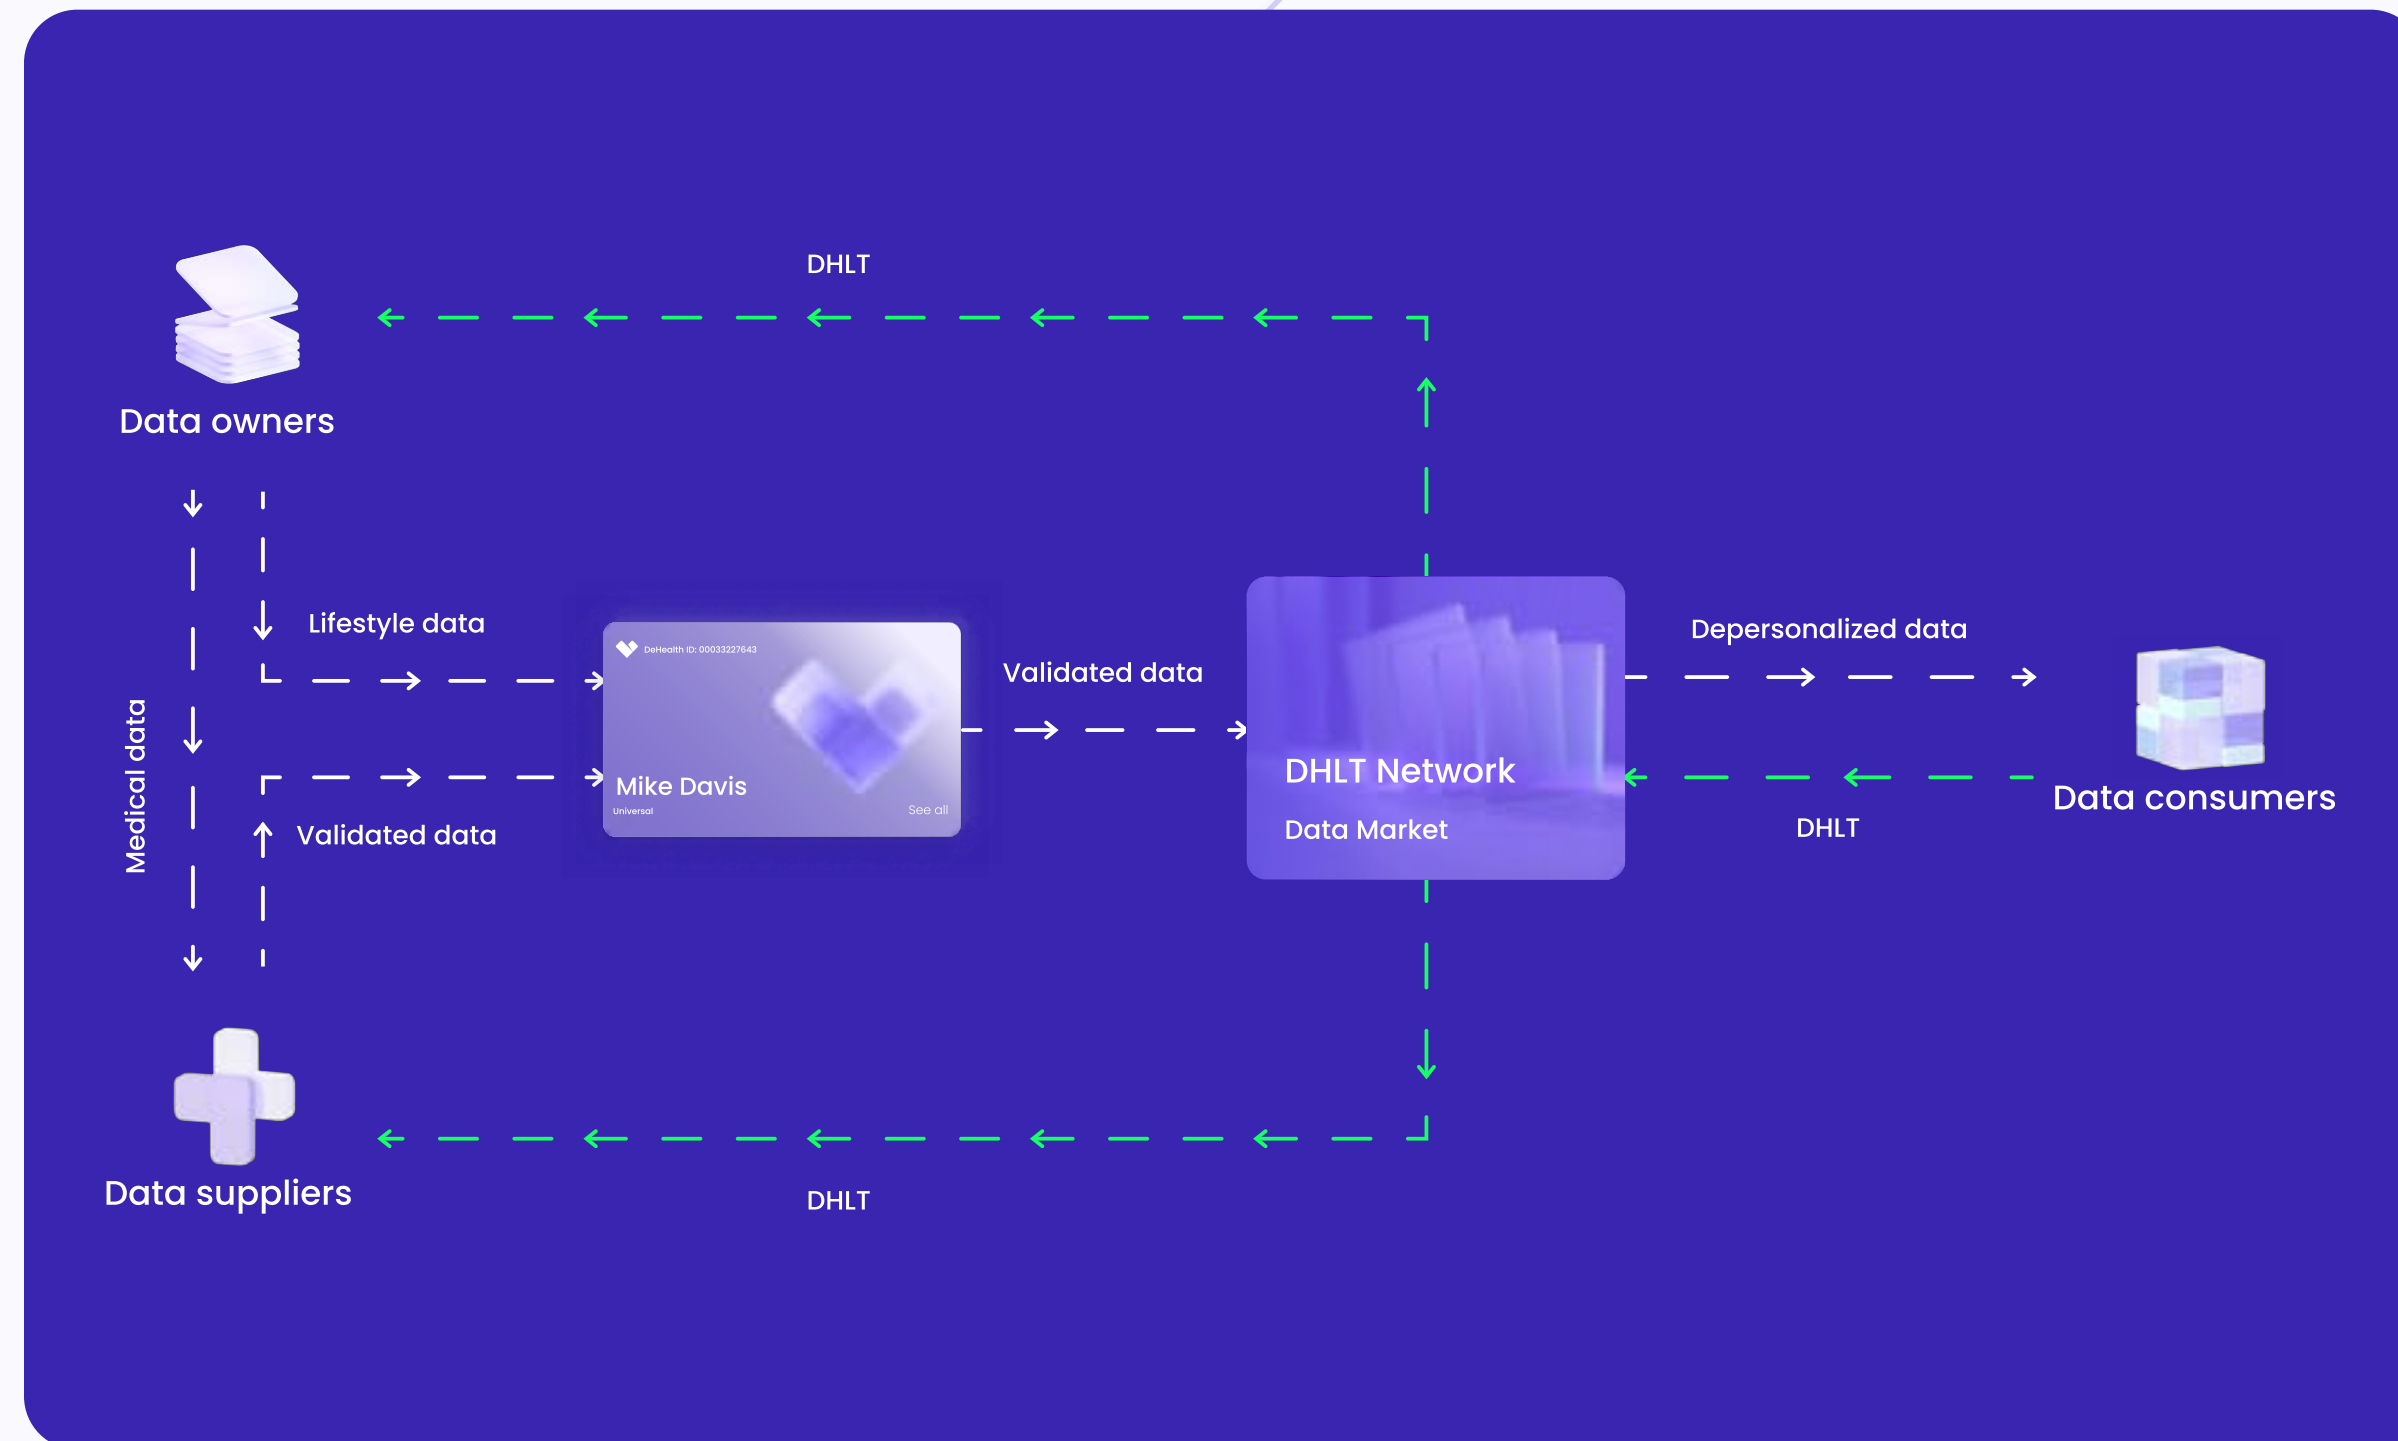 DHLT
Data owners
Lifestyle data
Medical data
Validated data
DeHealth ID: 00033227643
Mike Davis
Universal
See all
Validated data
DHLT Network
Data Market
Depersonalized data
Data consumers
DHLT
Data suppliers
DHLT